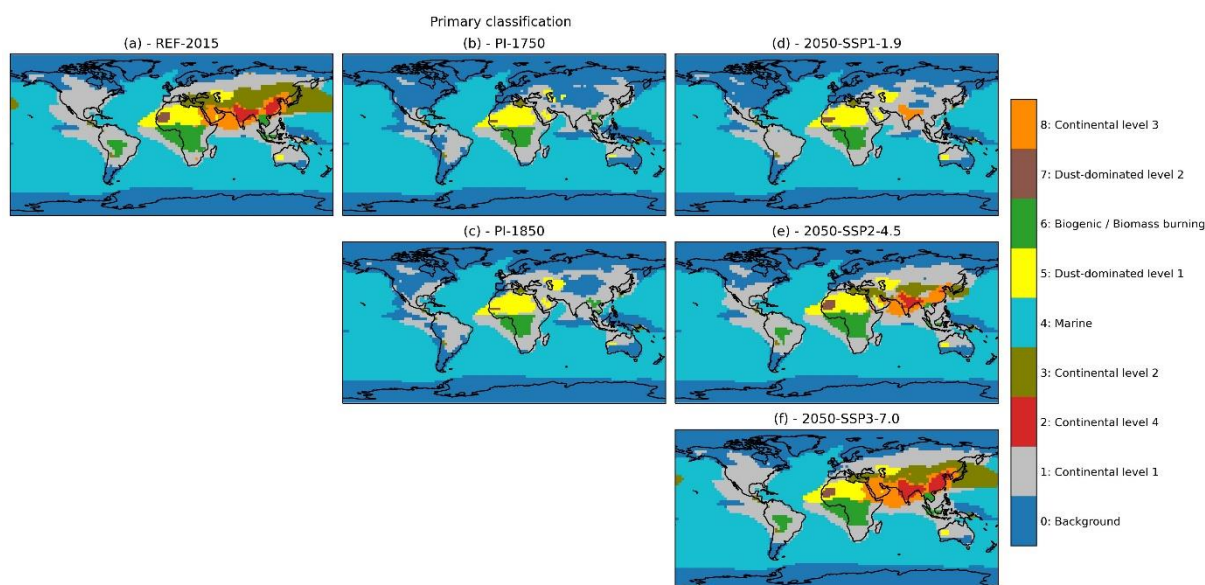 Primary classification
(a) - REF-2015
(b) - PI-1750
(d) - 2050-SSP1-1.9
(c) - PI-1850
(e) - 2050-SSP2-4.5
(f) - 2050-SSP3-7.0
8: Continental level 3
7: Dust-dominated level 2
6: Biogenic / Biomass burning
5: Dust-dominated level 1
4: Marine
3: Continental level 2
2: Continental level 4
1: Continental level 1
0: Background